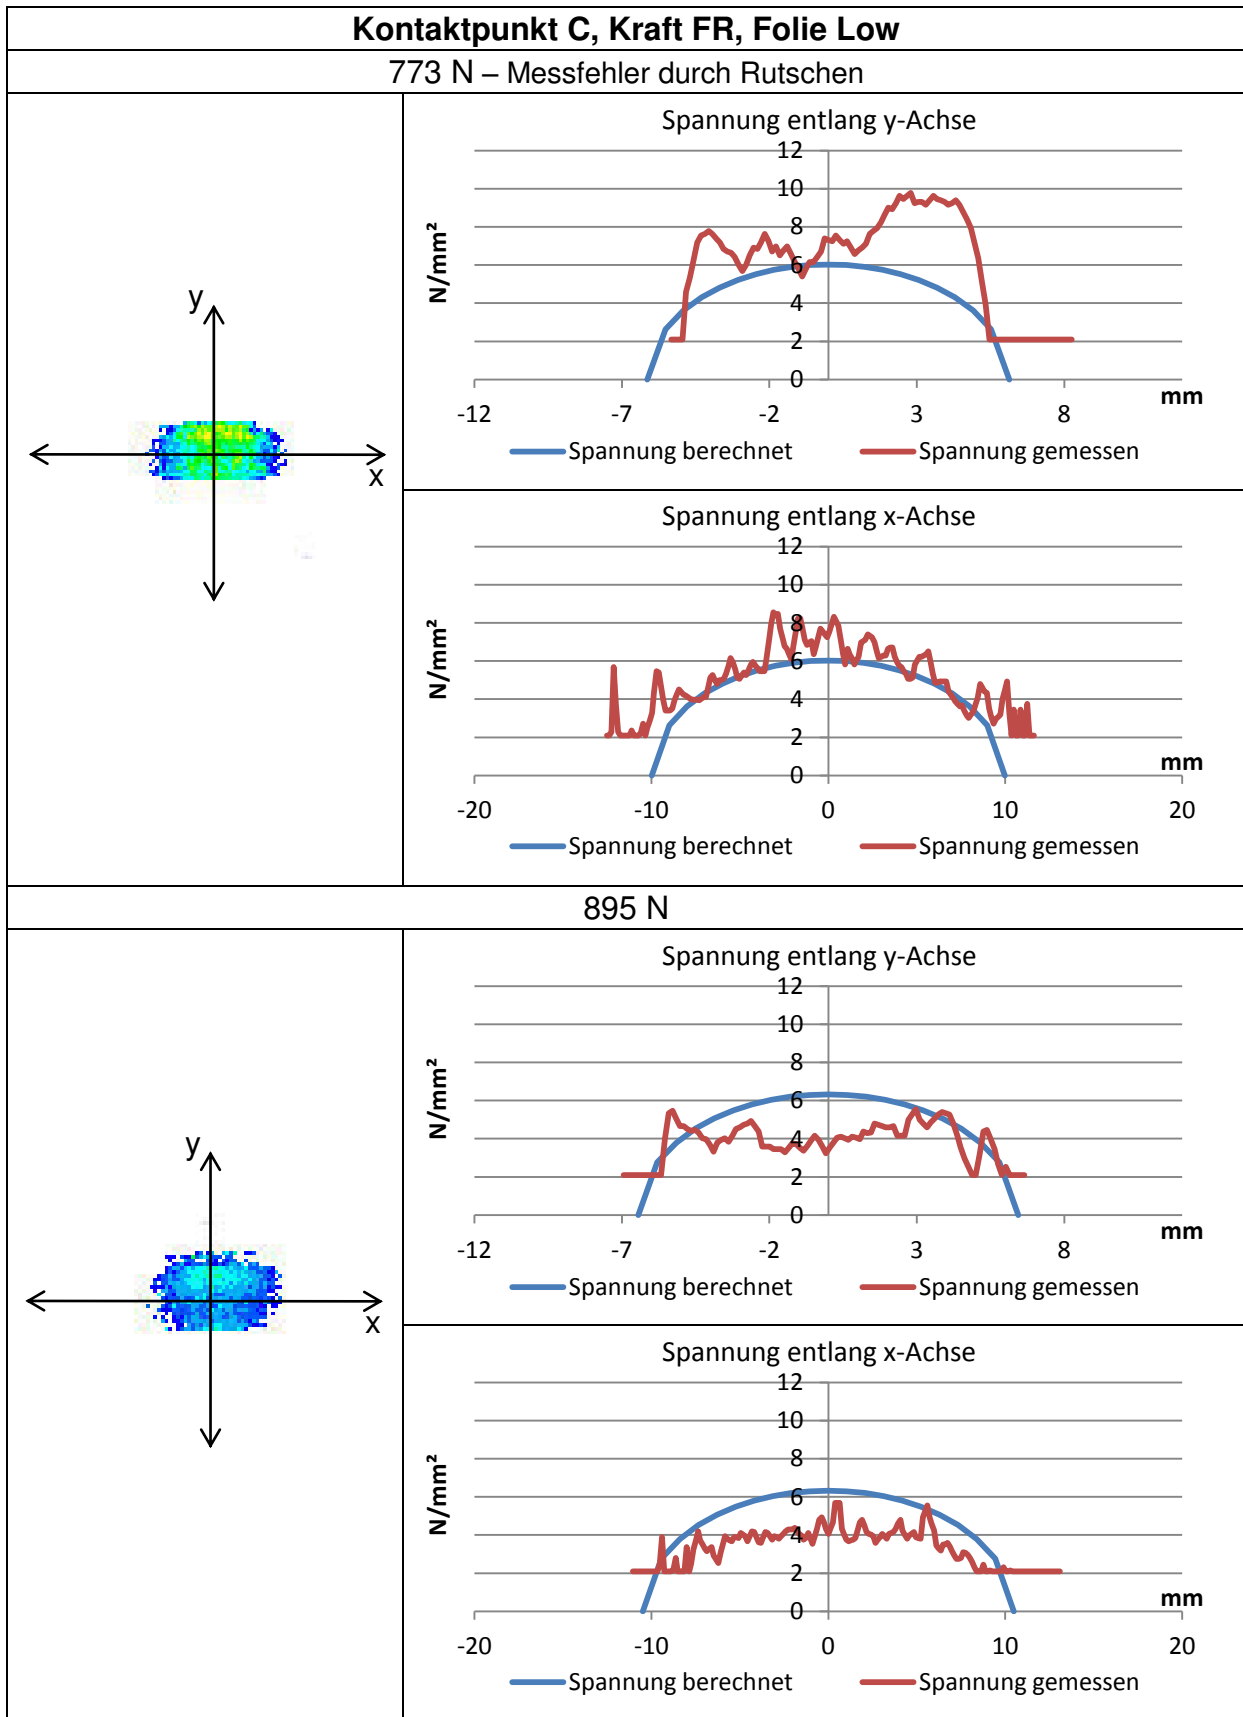 Kontaktpunkt C, Kraft FR, Folie Low
773 N – Messfehler durch Rutschen
y
x
Spannung entlang y-Achse
N/mm²
12
10
8
6
4
2
0
-12 -7 -2 3 8
mm
Spannung berechnet Spannung gemessen
Spannung entlang x-Achse
N/mm²
12
10
8
6
4
2
0
mm
-20 -10 0 10 20
Spannung berechnet Spannung gemessen
895 N
y
x
Spannung entlang y-Achse
N/mm²
12
10
8
6
4
2
0
mm
-12 -7 -2 3 8
Spannung berechnet Spannung gemessen
Spannung entlang x-Achse
N/mm²
12
10
8
6
4
2
0
mm
-20 -10 0 10 20
Spannung berechnet Spannung gemessen